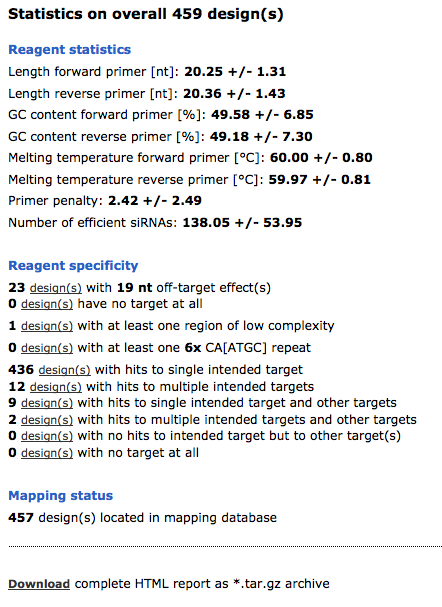 Statistics on overall 459 design(s)
Reagent statistics
Length forward primer [nt]: 20.25 +/- 1.31
Length reverse primer [nt]: 20.36 +/- 1.43
GC content forward primer [%]: 49.58 +/- 6.85
GC content reverse primer [%]: 49.18 +/- 7.30
Melting temperature forward primer [°C]: 60.00 +/- 0.80
Melting temperature reverse primer [°C]: 59.97 +/- 0.81
Primer penalty: 2.42 +/- 2.49
Number of efficient siRNAs: 138.05 +/- 53.95
Reagent specificity
23 design(s) with 19 nt off-target effect(s)
0 design(s) have no target at all
1 design(s) with at least one region of low complexity
0 design(s) with at least one 6x CA[ATGC] repeat
436 design(s) with hits to single intended target
12 design(s) with hits to multiple intended targets
9 design(s) with hits to single intended target and other targets
2 design(s) with hits to multiple intended targets and other targets
0 design(s) with no hits to intended target but to other target(s)
0 design(s) with no target at all
Mapping status
457 design(s) located in mapping database
Download complete HTML report as *.tar.gz archive